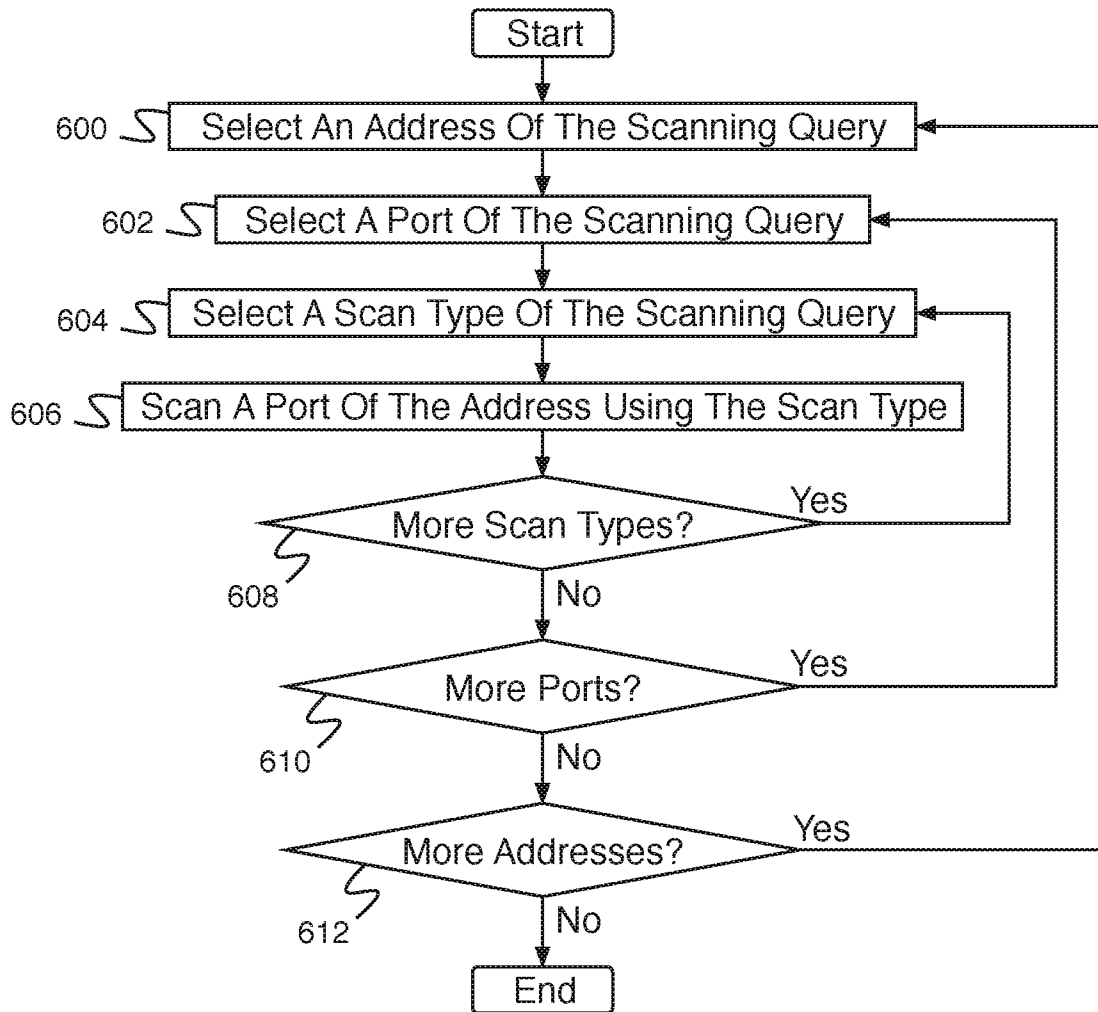 Start
600 Select An Address Of The Scanning Query
602 Select A Port Of The Scanning Query
604 Select A Scan Type Of The Scanning Query
606 Scan A Port Of The Address Using The Scan Type
More Scan Types? Yes
608
No
More Ports? Yes
610
No
More Addresses? Yes
612
No
End